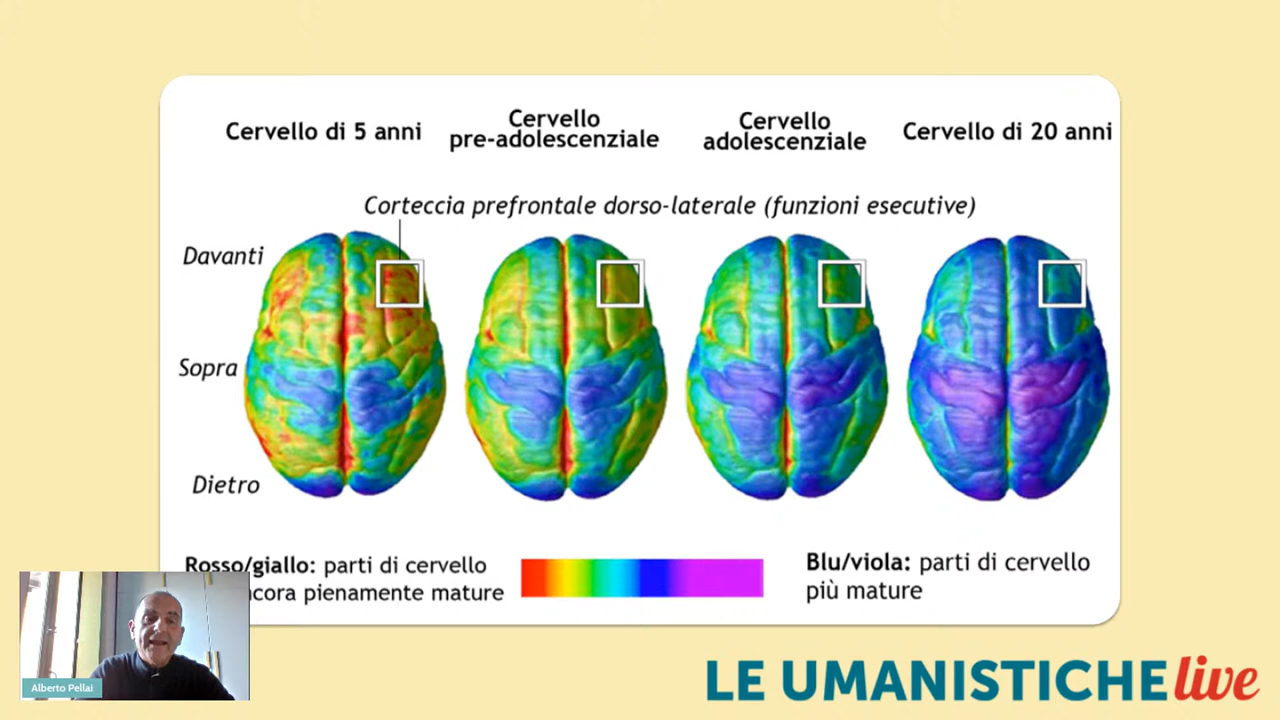 Cervello di 5 anni
Cervello
pre-adolescenziale
Cervello
adolescenziale
Cervello di 20 anni
Corteccia prefrontale dorso-laterale (funzioni esecutive)
Davanti
Sopra
Dietro
Rosso/giallo: parti di cervello
ncora pienamente mature
Blu/viola: parti di cervello
più mature
Alberto Pellai
LE UMANISTICHE live